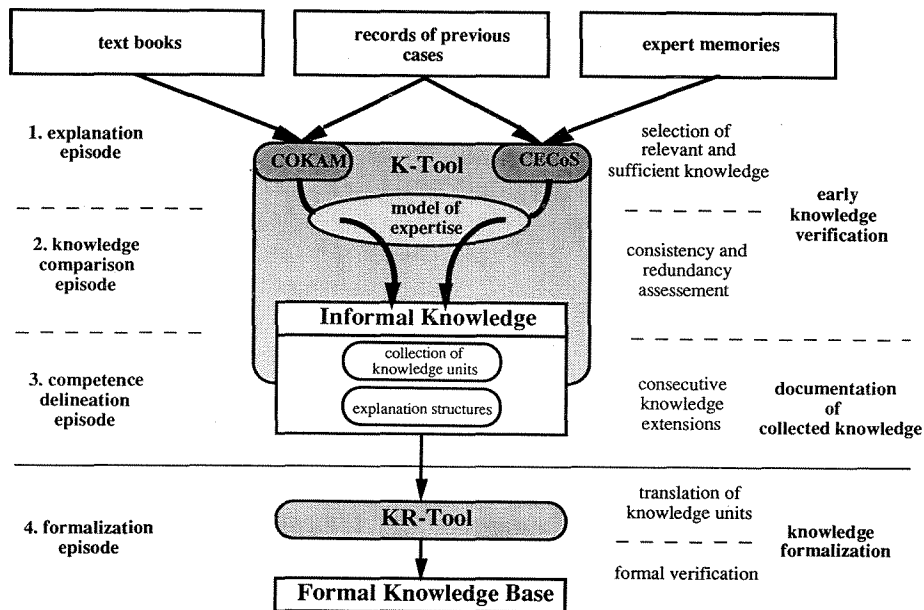 text books
records of previous
cases
expert memories
1. explanation
episode
COKAM
K-Tool
CECoS
selection of
relevant and
sufficient knowledge
model of
expertise
early
knowledge
verification
2. knowledge
comparison
episode
consistency and
redundancy
assessement
Informal Knowledge
collection of
knowledge units
explanation structures
3. competence
delineation
episode
consecutive
knowledge
extensions
documentation
of
collected knowledge
4. formalization
episode
KR-Tool
translation of
knowledge units
knowledge
formalization
formal verification
Formal Knowledge Base